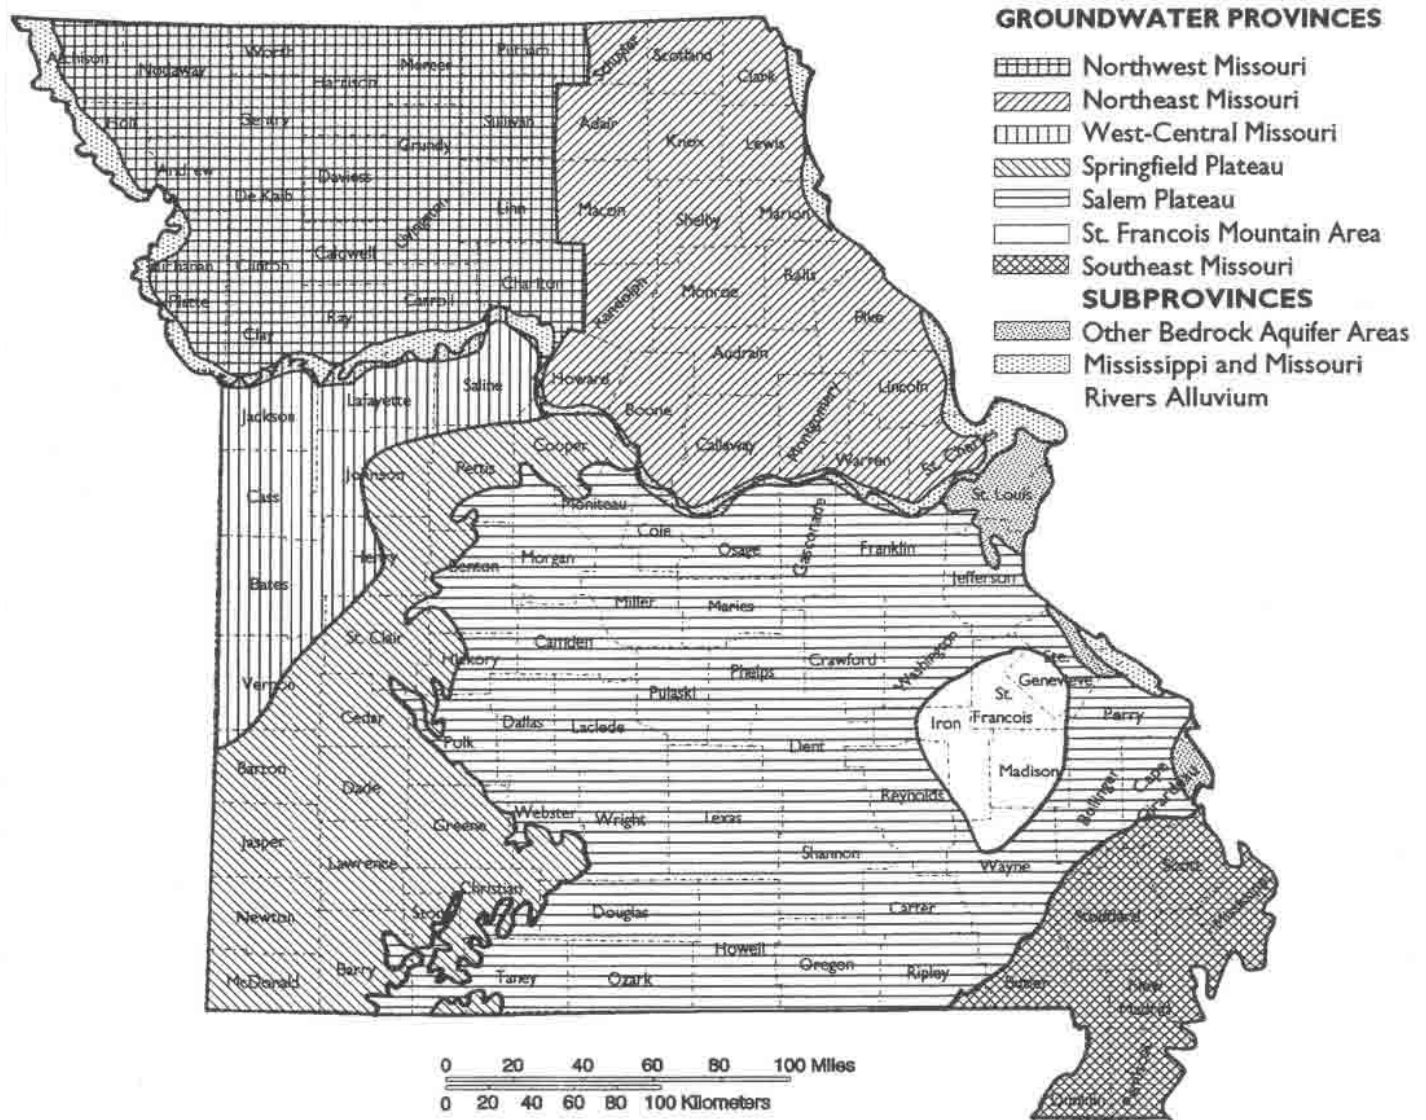 GROUNDWATER PROVINCES
Northwest Missouri
Northeast Missouri
West-Central Missouri
Springfield Plateau
Salem Plateau
St. Francois Mountain Area
Southeast Missouri
SUBPROVINCES
Other Bedrock Aquifer Areas
Mississippi and Missouri
Rivers Alluvium
Atchison
Nodaway
Worth
Harrison
Mercer
Putnam
Schuyler
Scotland
Clark
Holt
Gentry
Sullivan
Adair
Knox
Lewis
Andrew
De Kalb
Daviess
Grundy
Livingston
Linn
Macon
Shelby
Marion
Buchanan
Clinton
Caldwell
Chariton
Randolph
Monroe
Ralls
Platte
Clay
Ray
Carroll
Pike
Audrain
Jackson
Lafayette
Saline
Howard
Boone
Callaway
Montgomery
Lincoln
Warren
St. Charles
Cass
Johnson
Pettis
Cooper
Moniteau
Cole
Osage
Gasconade
Franklin
St. Louis
Jefferson
Bates
Henry
Benton
Morgan
Miller
Maries
St. Clair
Hickory
Camden
Pulaski
Phelps
Crawford
Washington
Ste.
Genevieve
St.
Francois
Iron
Madison
Perry
Vernon
Cedar
Polk
Dallas
Laclede
Dent
Reynolds
Bollinger
Cape
Girardeau
Barton
Dade
Greene
Webster
Wright
Texas
Shannon
Wayne
Scott
Jasper
Lawrence
Christian
Douglas
Carter
Stoddard
Mississippi
Newton
Stone
Howell
Oregon
Ripley
Butler
New
Madrid
McDonald
Barry
Taney
Ozark
Dunklin
Pemiscot
0 20 40 60 80 100 Miles
0 20 40 60 80 100 Kilometers